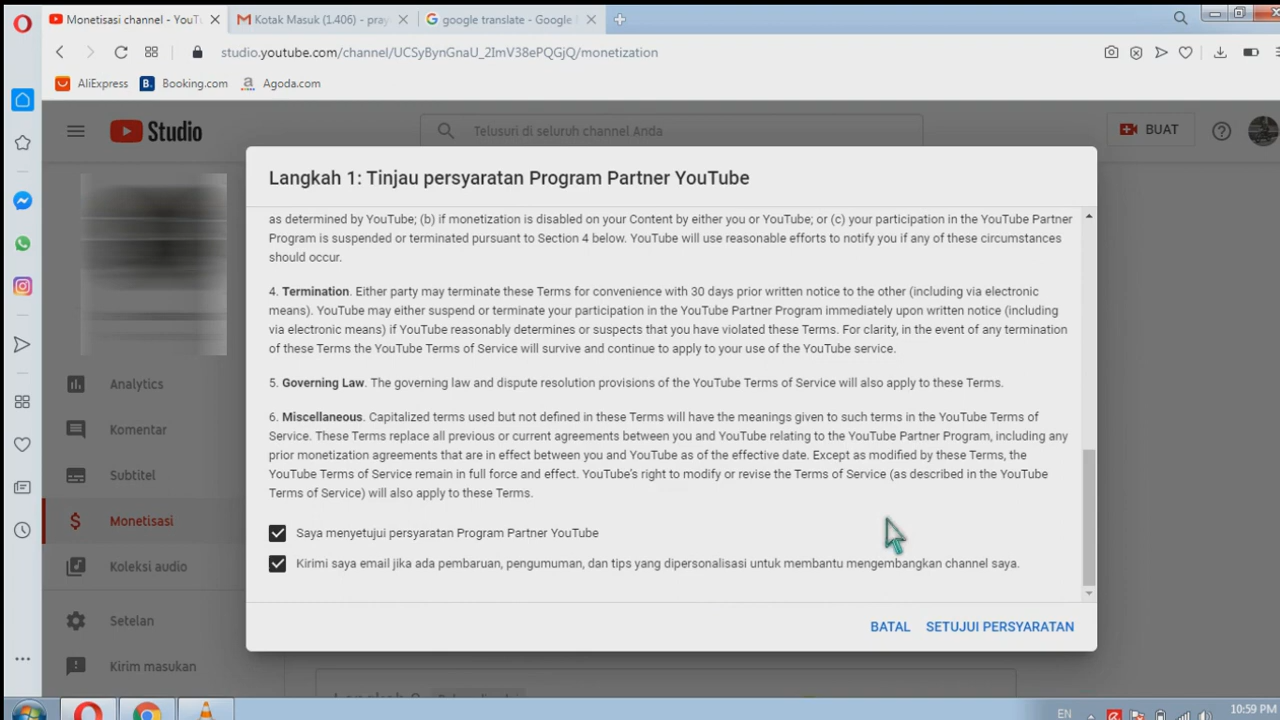 Monetisasi channel - YouT
Kotak Masuk (1.406) - pray
google translate - Google
studio.youtube.com/channel/UCSyBynGnaU_2ImV38ePQGjQ/monetization
AliExpress
B. Booking.com
a Agoda.com
Studio
Telusuri di seluruh channel Anda
BUAT
Langkah 1: Tinjau persyaratan Program Partner YouTube
as determined by YouTube; (b) if monetization is disabled on your Content by either you or YouTube; or (c) your participation in the YouTube Partner
Program is suspended or terminated pursuant to Section 4 below. YouTube will use reasonable efforts to notify you if any of these circumstances
should occur.
4. Termination. Either party may terminate these Terms for convenience with 30 days prior written notice to the other (including via electronic
means). YouTube may either suspend or terminate your participation in the YouTube Partner Program immediately upon written notice (including
via electronic means) if YouTube reasonably determines or suspects that you have violated these Terms. For clarity, in the event of any termination
of these Terms the YouTube Terms of Service will survive and continue to apply to your use of the YouTube service.
5. Governing Law. The governing law and dispute resolution provisions of the YouTube Terms of Service will also apply to these Terms.
6. Miscellaneous. Capitalized terms used but not defined in these Terms will have the meanings given to such terms in the YouTube Terms of
Service. These Terms replace all previous or current agreements between you and YouTube relating to the YouTube Partner Program, including any
prior monetization agreements that are in effect between you and YouTube as of the effective date. Except as modified by these Terms, the
YouTube Terms of Service remain in full force and effect. YouTube's right to modify or revise the Terms of Service (as described in the YouTube
Terms of Service) will also apply to these Terms.
Saya menyetujui persyaratan Program Partner YouTube
Kirimi saya email jika ada pembaruan, pengumuman, dan tips yang dipersonalisasi untuk membantu mengembangkan channel saya.
BATAL
SETUJUI PERSYARATAN
Analytics
Komentar
Subtitel
Monetisasi
Koleksi audio
Setelan
Kirim masukan
EN
10:59 PM